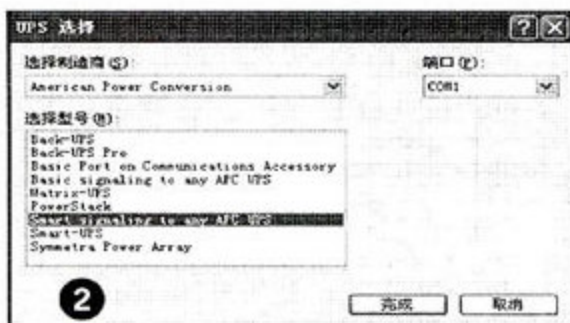 UPS 选择
选择制造商(S):
端口(P):
American Power Conversion
COM1
选择型号(M):
Back-UPS
Back-UPS Pro
Basic Port on Communications Accessory
Basic signaling to any APC UPS
Matrix-UPS
PowerStack
Smart signaling to any APC UPS
Smart-UPS
Symmetra Power Array
2
完成
取消